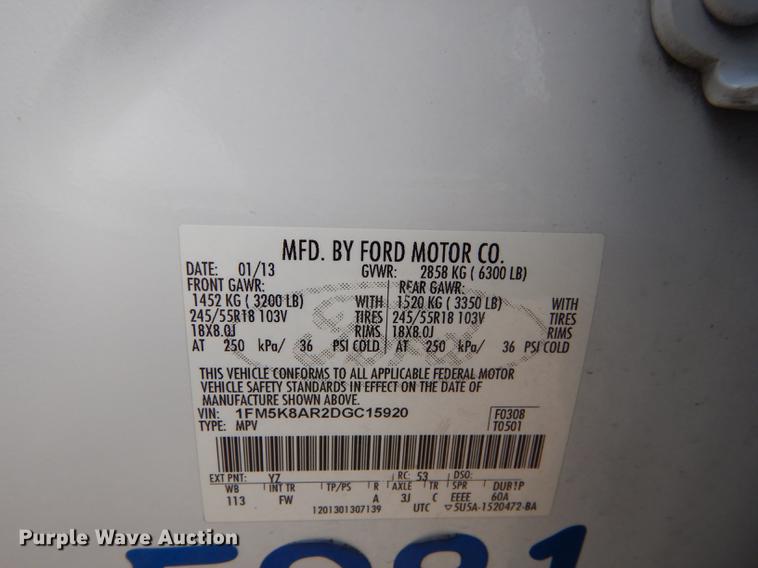 MFD. BY FORD MOTOR CO.
DATE: 01/13 GVWR: 2858 KG ( 6300 LB)
FRONT GAWR: REAR GAWR:
1452 KG ( 3200 LB) WITH 1520 KG ( 3350 LB) WITH
245/55R18 103V TIRES 245/55R18 103V TIRES
18X8.0J RIMS 18X8.0J RIMS
AT 250 kPa/ 36 PSI COLD AT 250 kPa/ 36 PSI COLD
THIS VEHICLE CONFORMS TO ALL APPLICABLE FEDERAL MOTOR
VEHICLE SAFETY STANDARDS IN EFFECT ON THE DATE OF
MANUFACTURE SHOWN ABOVE.
VIN: 1FM5K8AR2DGC15920 F0308
TYPE: MPV T0501
EXT PNT: YZ RC: 53 DSO:
WB INT TR TP/PS R AXLE TR SPR DUB1P
113 FW A 3J C EEEE 60A
1201301307139 UTC ▽5U5A-1520472-BA
Ford
Purple Wave Auction